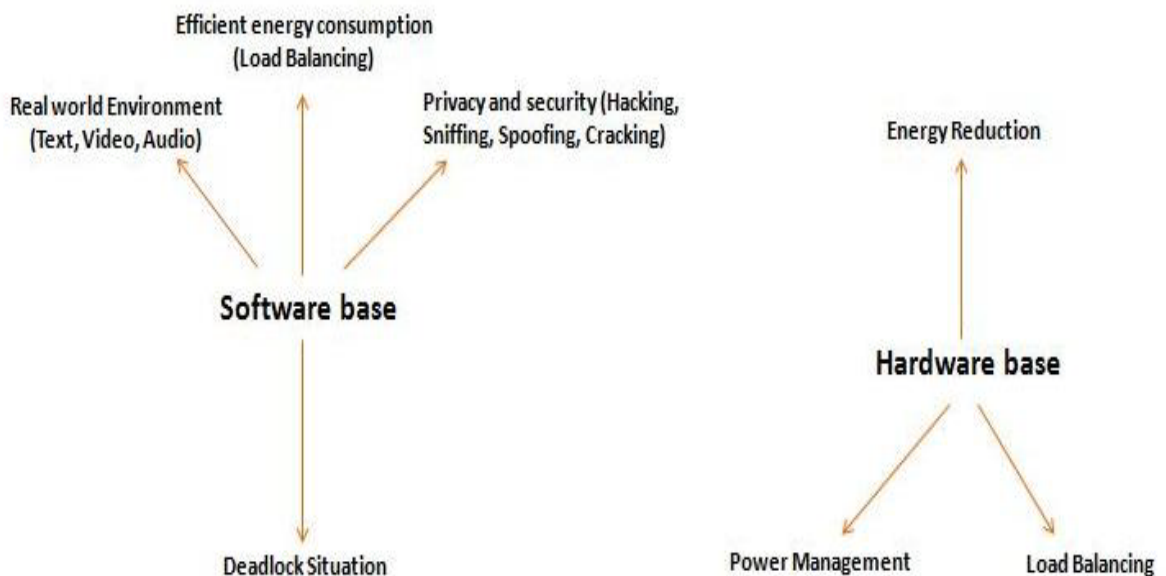 Efficient energy consumption
(Load Balancing)
Real world Environment
(Text, Video, Audio)
Privacy and security (Hacking,
Sniffing, Spoofing, Cracking)
Software base
Deadlock Situation
Energy Reduction
Hardware base
Power Management
Load Balancing